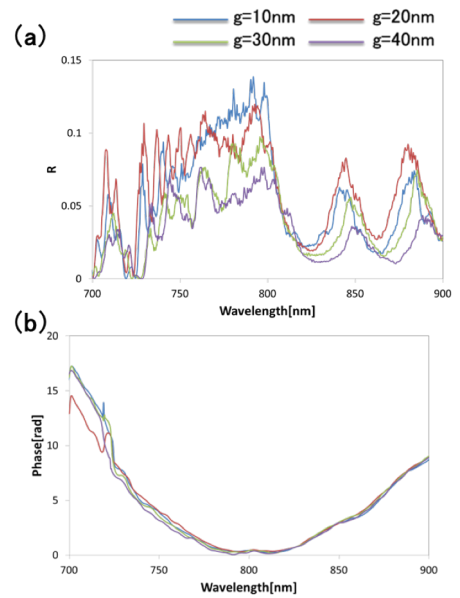 g=10nm g=20nm
g=30nm g=40nm
(a)
0.15
0.1
R
0.05
0
700 750 800 850 900
Wavelength[nm]
(b)
20
15
Phase[rad]
10
5
0
700 750 800 850 900
Wavelength[nm]